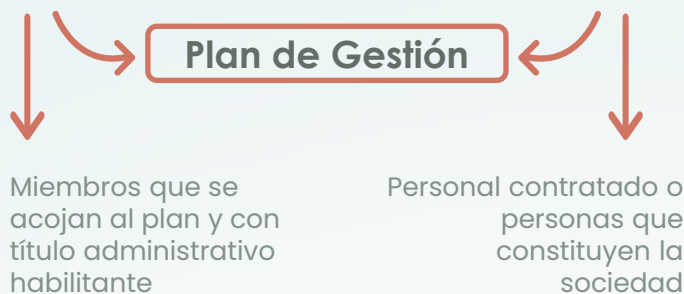 Plan de Gestión
Miembros que se
acojan al plan y con
título administrativo
habilitante
Personal contratado o
personas que
constituyen la
sociedad